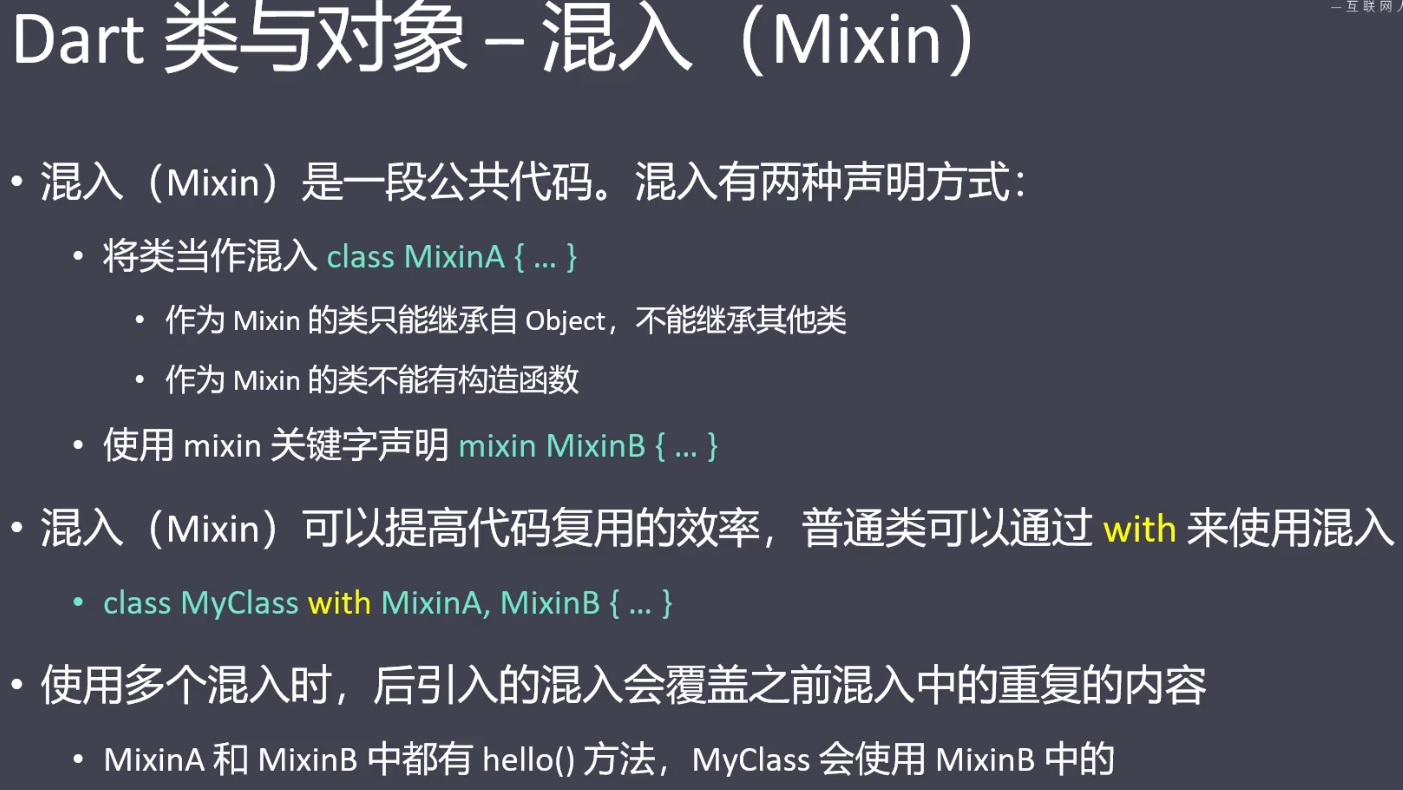 一互联网人
Dart 类与对象 – 混入（Mixin）
• 混入（Mixin）是一段公共代码。混入有两种声明方式：
• 将类当作混入 class MixinA { ... }
• 作为 Mixin 的类只能继承自 Object，不能继承其他类
• 作为 Mixin 的类不能有构造函数
• 使用 mixin 关键字声明 mixin MixinB { ... }
• 混入（Mixin）可以提高代码复用的效率，普通类可以通过 with 来使用混入
• class MyClass with MixinA, MixinB { ... }
• 使用多个混入时，后引入的混入会覆盖之前混入中的重复的内容
• MixinA 和 MixinB 中都有 hello() 方法，MyClass 会使用 MixinB 中的